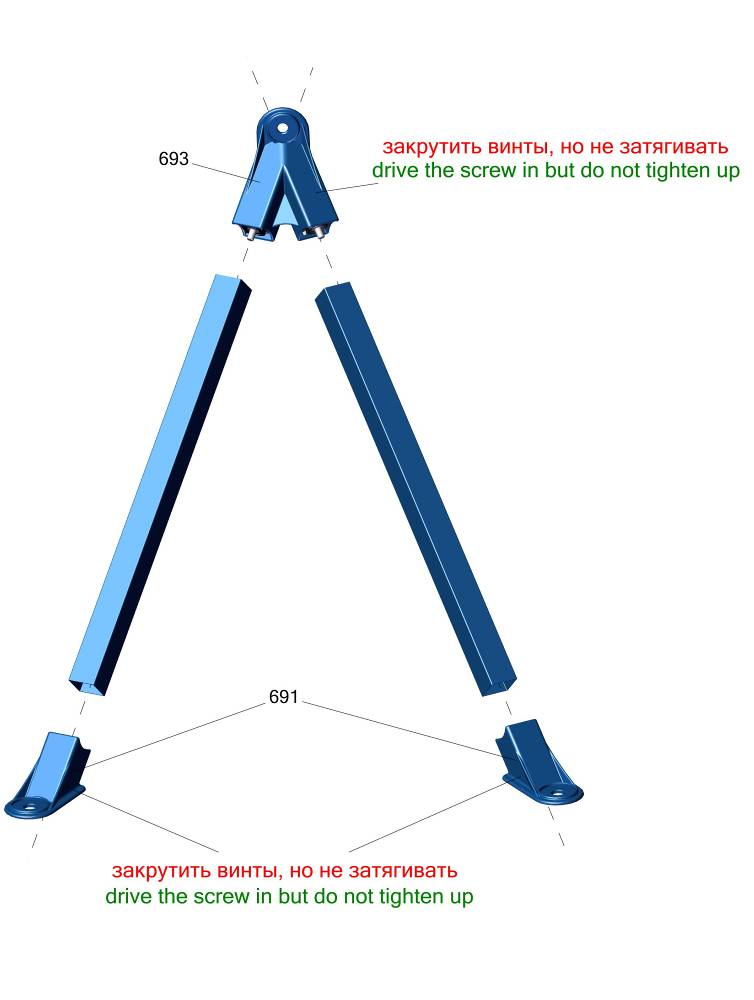 закрутить винты, но не затягивать
693
drive the screw in but do not tighten up
691
закрутить винты, но не затягивать
drive the screw in but do not tighten up